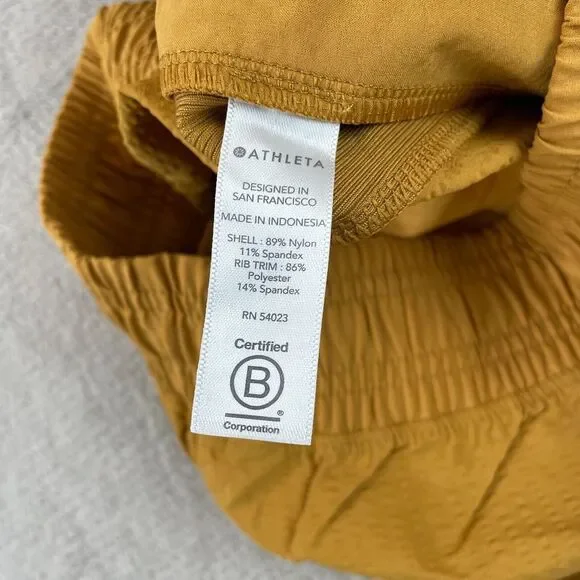 ATHLETA
DESIGNED IN
SAN FRANCISCO
MADE IN INDONESIA
SHELL : 89% Nylon
11% Spandex
RIB TRIM : 86%
Polyester
14% Spandex
RN 54023
Certified
B
®
Corporation